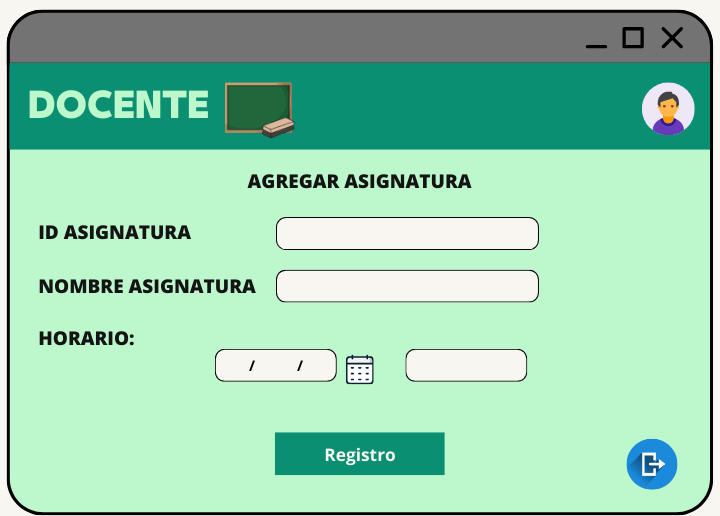 DOCENTE
AGREGAR ASIGNATURA
ID ASIGNATURA
NOMBRE ASIGNATURA
HORARIO:
/ /
Registro